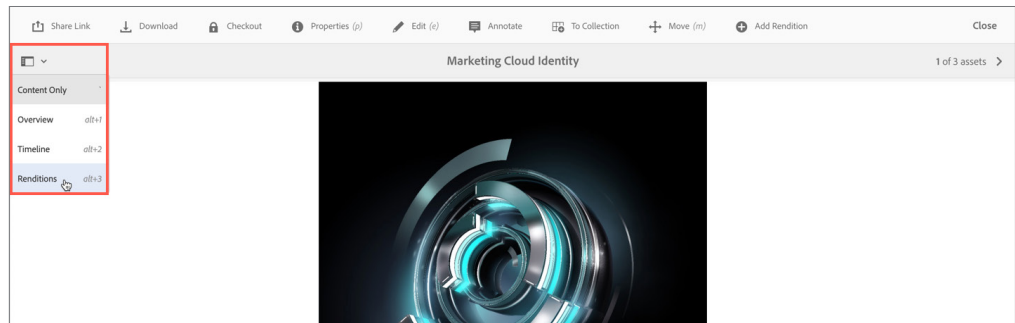 Share Link Download Checkout Properties (p) Edit (e) Annotate To Collection Move (m) Add Rendition Close
Marketing Cloud Identity 1 of 3 assets
Content Only `
Overview alt+1
Timeline alt+2
Renditions alt+3